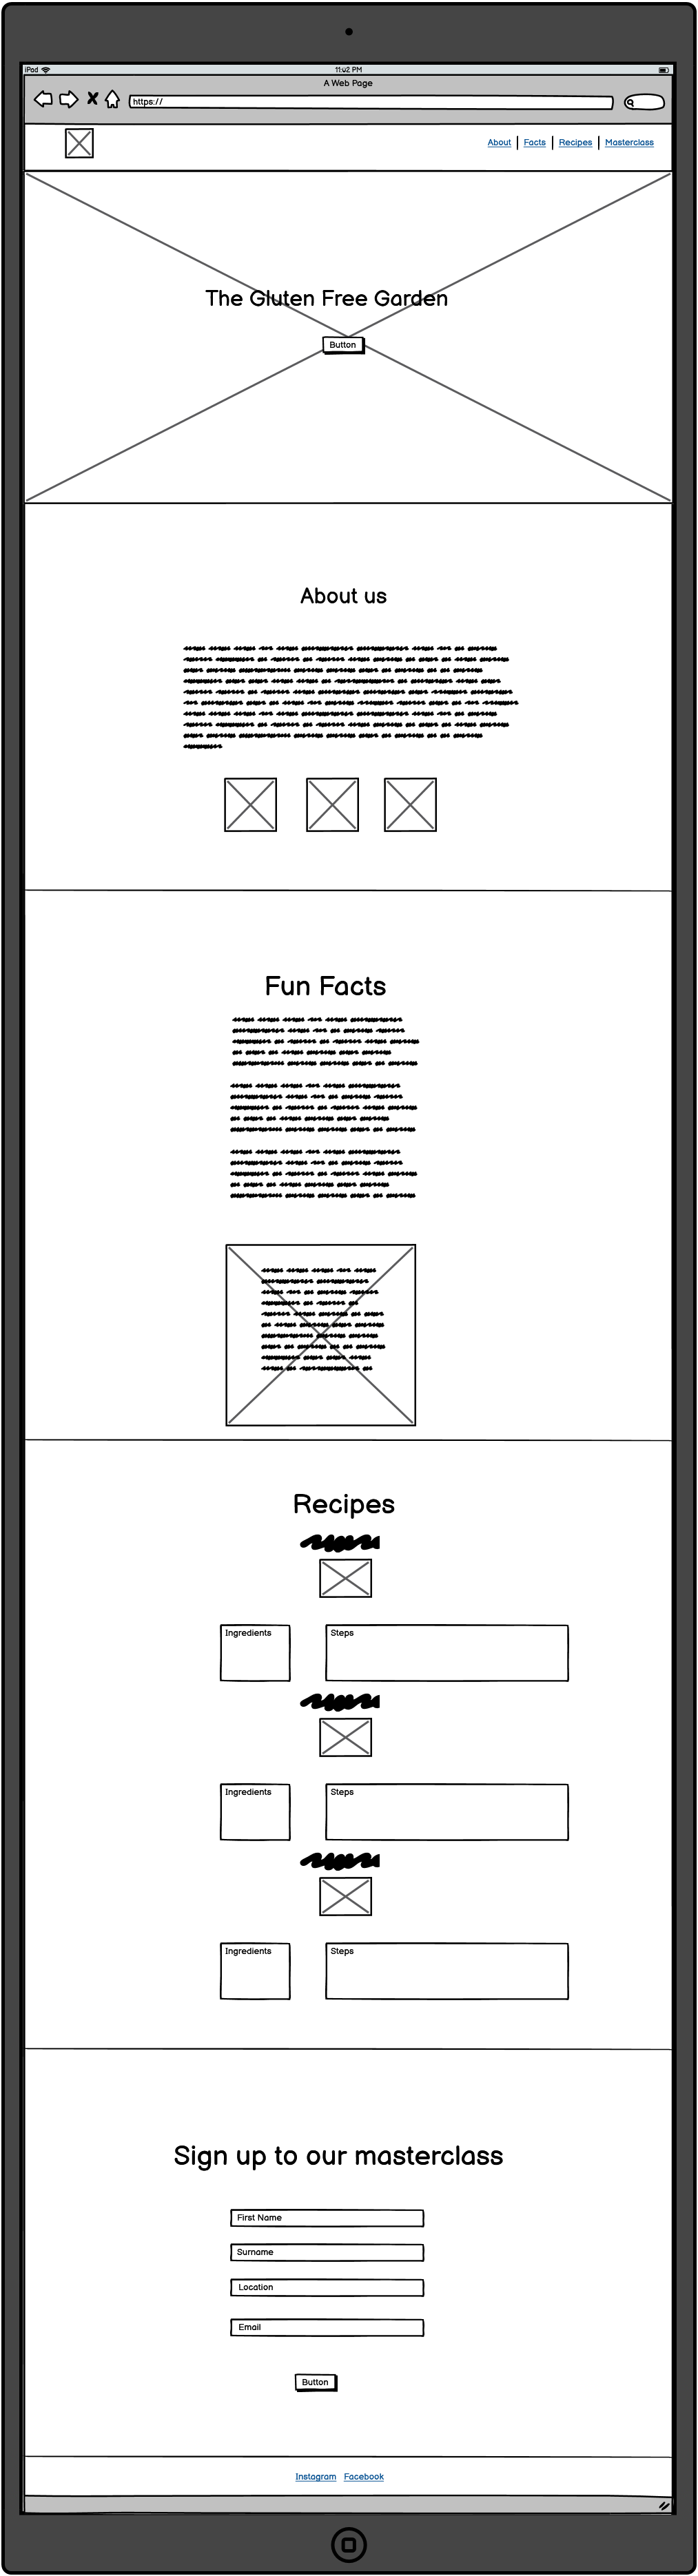 iPod 11:02 PM
A Web Page
https://
About | Facts | Recipes | Masterclass
The Gluten Free Garden
Button
About us
Fun Facts
Recipes
Ingredients Steps
Ingredients Steps
Ingredients Steps
Sign up to our masterclass
First Name
Surname
Location
Email
Button
Instagram Facebook